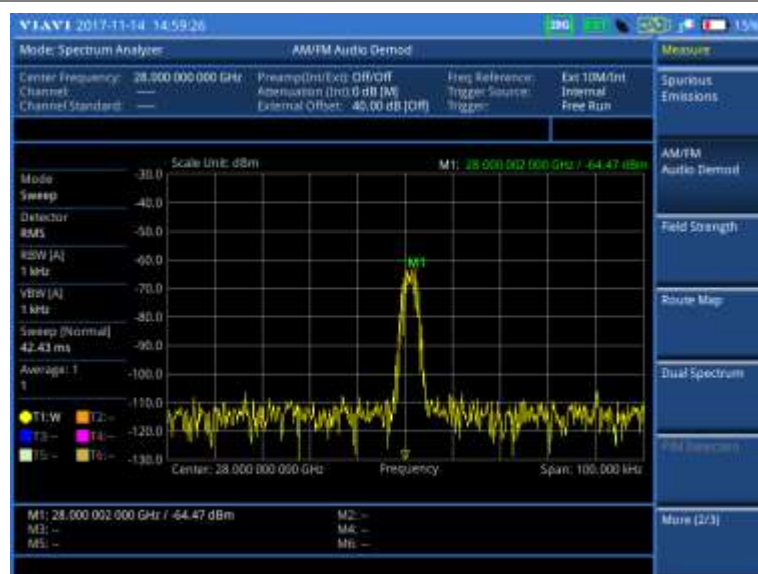 VIAVI 2017-11-14 14:59:26
15%
Mode: Spectrum Analyzer
AM/FM Audio Demod
Measure
Center Frequency: 28.000 000 000 GHz
Channel: ----
Channel Standard: ----
Preamp(Int/Ext): Off/Off
Attenuation (Int): 0 dB [M]
External Offset: 40.00 dB [Off]
Freq Reference: Ext 10M/Int
Trigger Source: Internal
Trigger: Free Run
Spurious
Emissions
AM/FM
Audio Demod
Field Strength
Route Map
Dual Spectrum
PIM Detection
More (2/3)
Mode
Sweep
Detector
RMS
RBW [A]
1 kHz
VBW [A]
1 kHz
Sweep [Normal]
42.43 ms
Average: 1
1
T1:W T2:--
T3:-- T4:--
T5:-- T6:--
Scale Unit: dBm
M1: 28.000 002 000 GHz / -64.47 dBm
-30.0
-40.0
-50.0
-60.0
-70.0
-80.0
-90.0
-100.0
-110.0
-120.0
-130.0
M1
Center: 28.000 000 000 GHz
Frequency
Span: 100.000 kHz
M1: 28.000 002 000 GHz / -64.47 dBm
M2: --
M3: --
M4: --
M5: --
M6: --